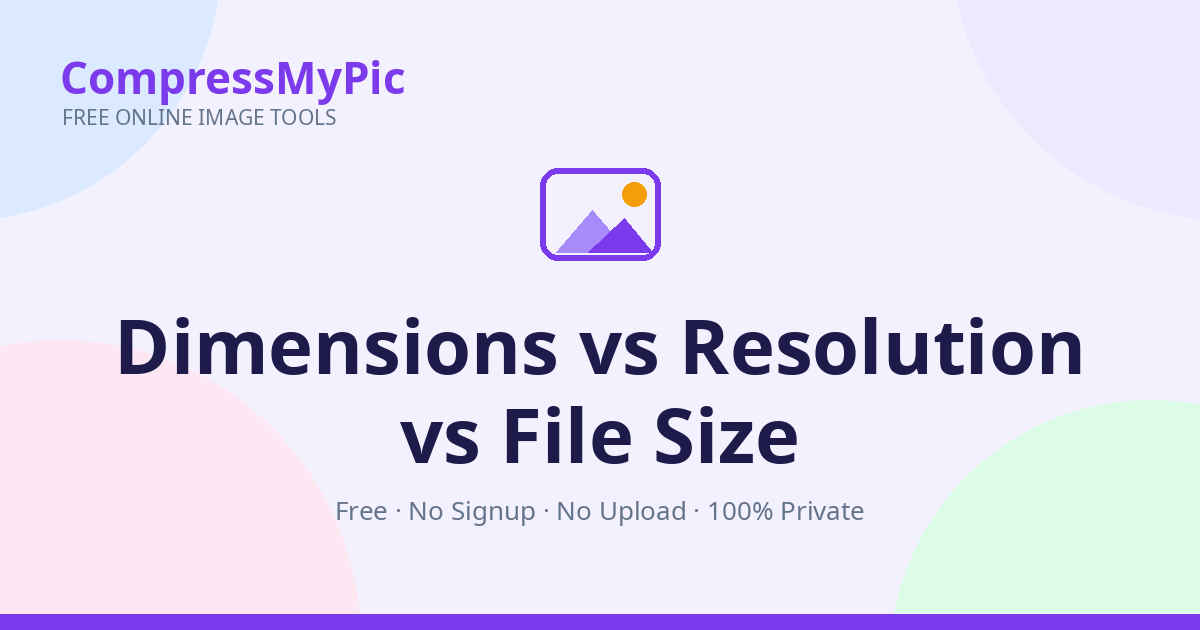 CompressMyPic
FREE ONLINE IMAGE TOOLS
Dimensions vs Resolution
vs File Size
Free · No Signup · No Upload · 100% Private